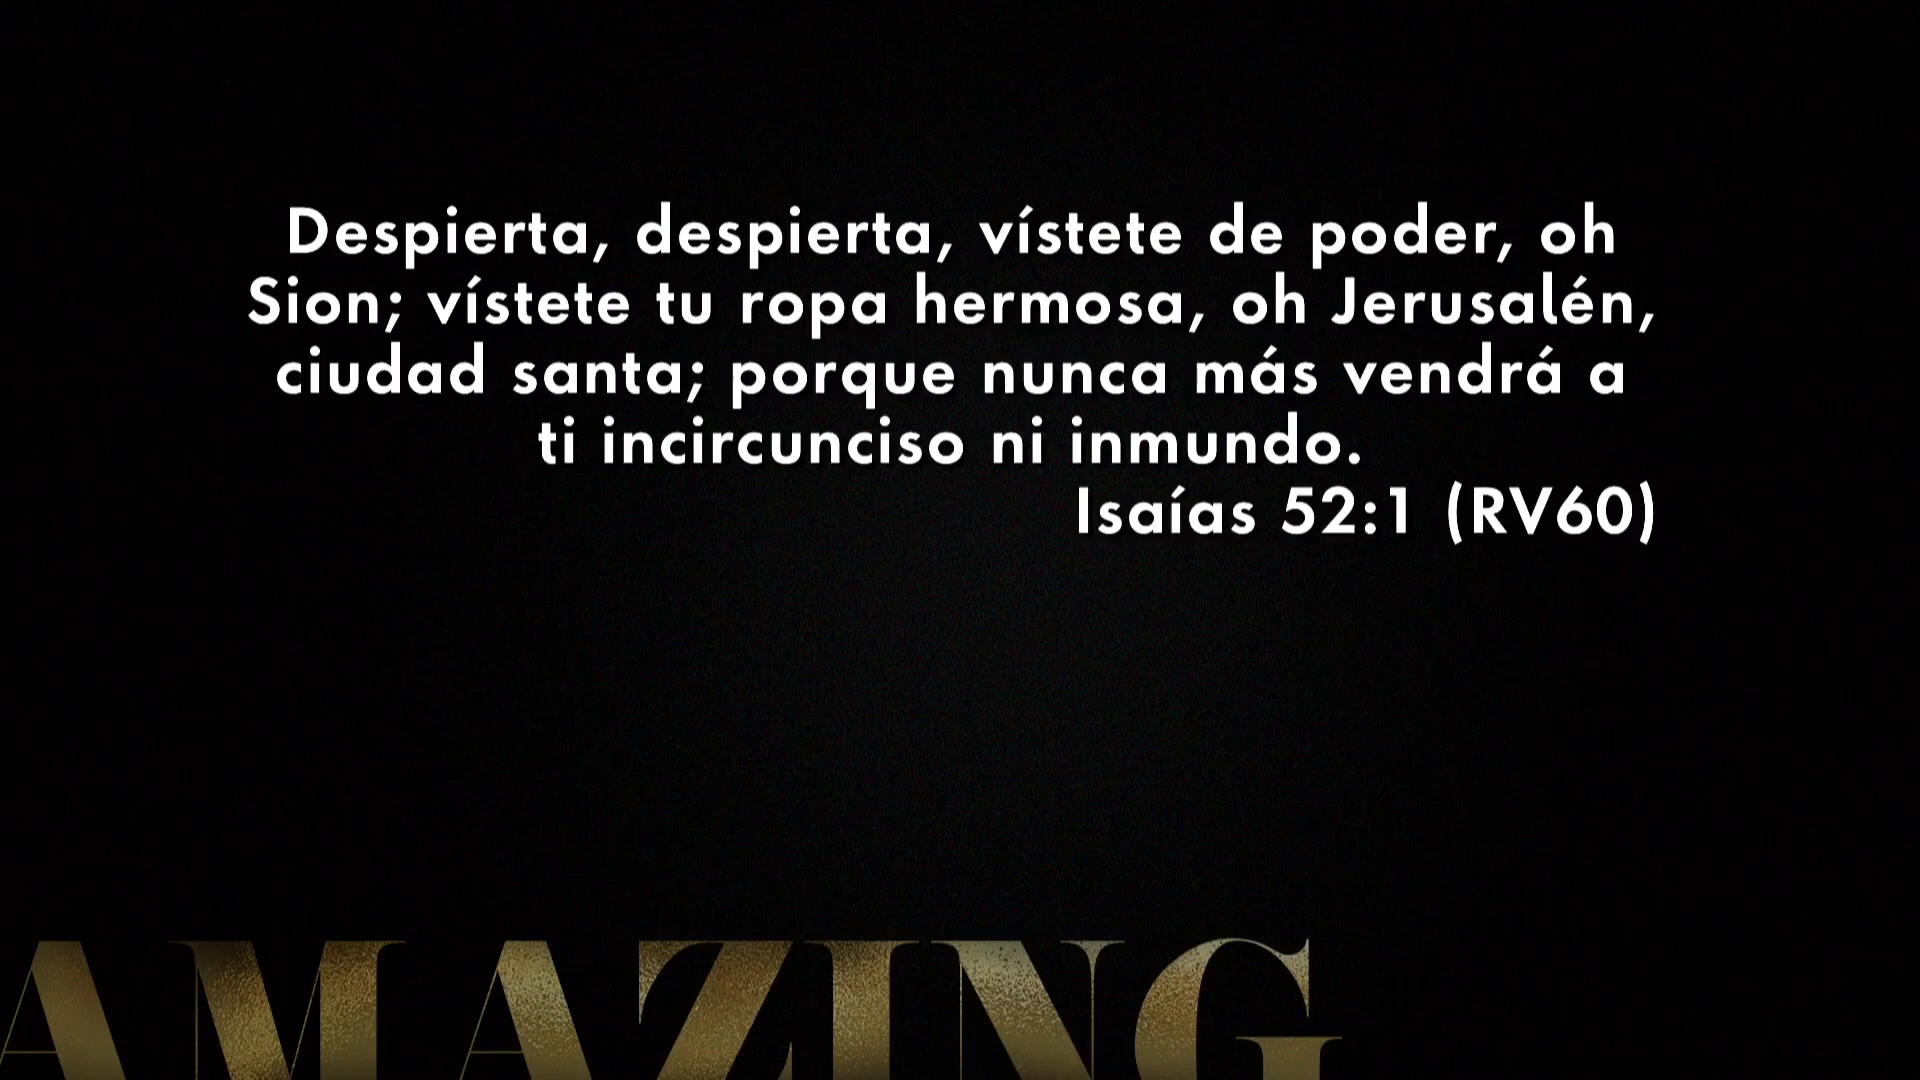 Despierta, despierta, vístete de poder, oh
Sion; vístete tu ropa hermosa, oh Jerusalén,
ciudad santa; porque nunca más vendrá a
ti incircunciso ni inmundo.
Isaías 52:1 (RV60)
AMAZING